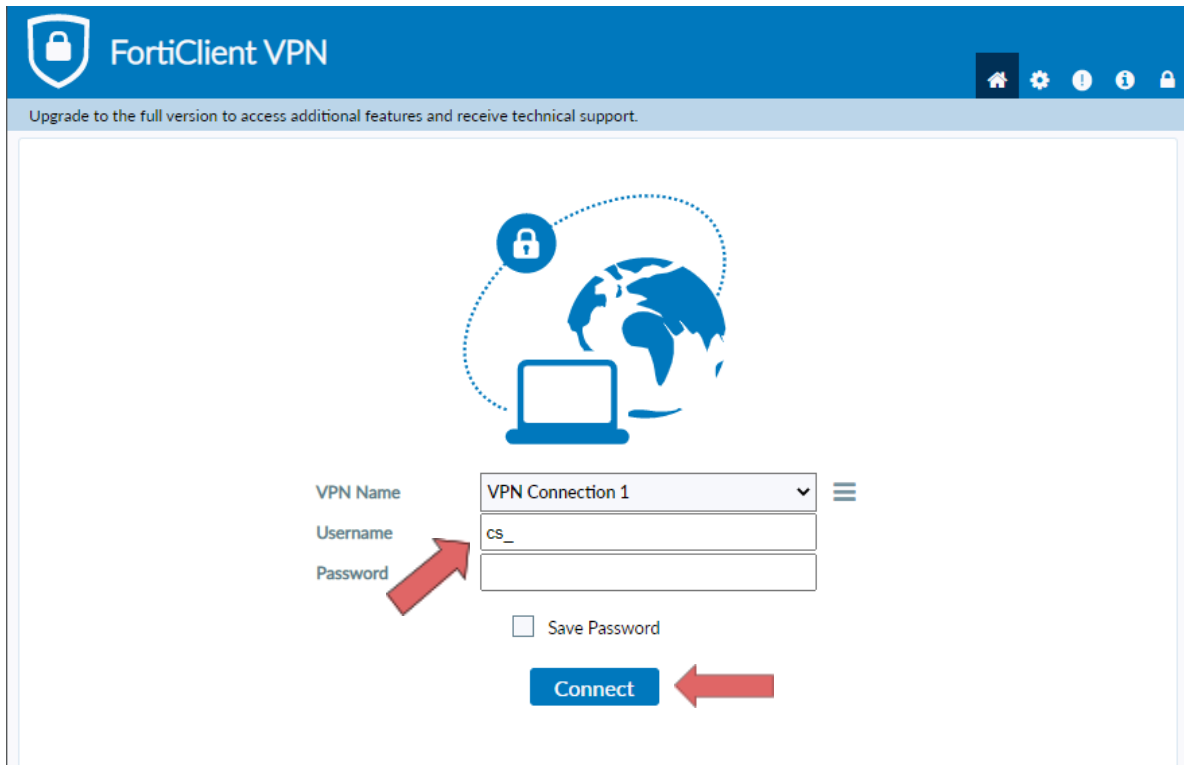 FortiClient VPN
Upgrade to the full version to access additional features and receive technical support.
VPN Name VPN Connection 1
Username cs_
Password
Save Password
Connect